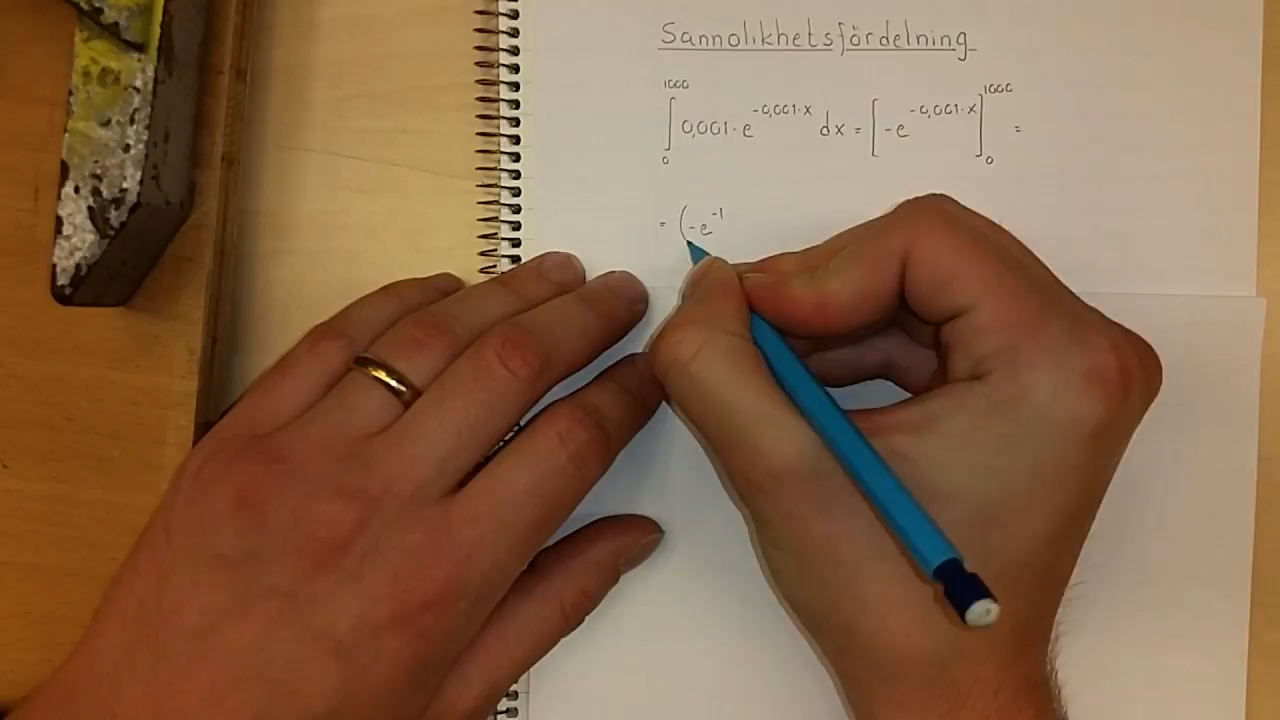 Sannolikhetsfördelning
∫₀¹⁰⁰⁰ 0,001·e^(-0,001·x) dx = [-e^(-0,001·x)]₀¹⁰⁰⁰ =
= (-e^(-1)